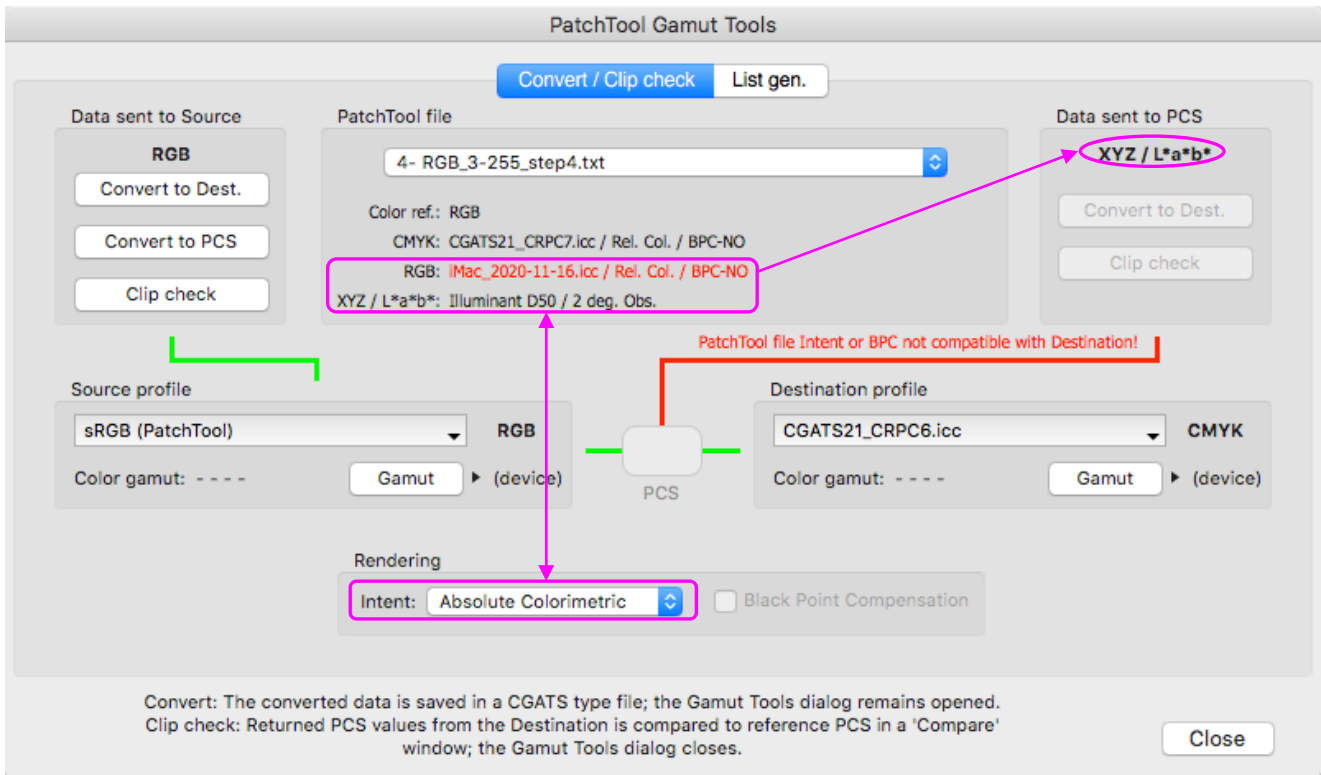 PatchTool Gamut Tools
Convert / Clip check
List gen.
Data sent to Source
RGB
Convert to Dest.
Convert to PCS
Clip check
PatchTool file
4- RGB_3-255_step4.txt
Color ref.: RGB
CMYK: CGATS21_CRPC7.icc / Rel. Col. / BPC-NO
RGB: iMac_2020-11-16.icc / Rel. Col. / BPC-NO
XYZ / L*a*b*: Illuminant D50 / 2 deg. Obs.
Data sent to PCS
XYZ / L*a*b*
Convert to Dest.
Clip check
PatchTool file Intent or BPC not compatible with Destination!
Source profile
sRGB (PatchTool)
RGB
Color gamut: - - - -
Gamut
(device)
PCS
Destination profile
CGATS21_CRPC6.icc
CMYK
Color gamut: - - - -
Gamut
(device)
Rendering
Intent: Absolute Colorimetric
Black Point Compensation
Convert: The converted data is saved in a CGATS type file; the Gamut Tools dialog remains opened.
Clip check: Returned PCS values from the Destination is compared to reference PCS in a 'Compare'
window; the Gamut Tools dialog closes.
Close